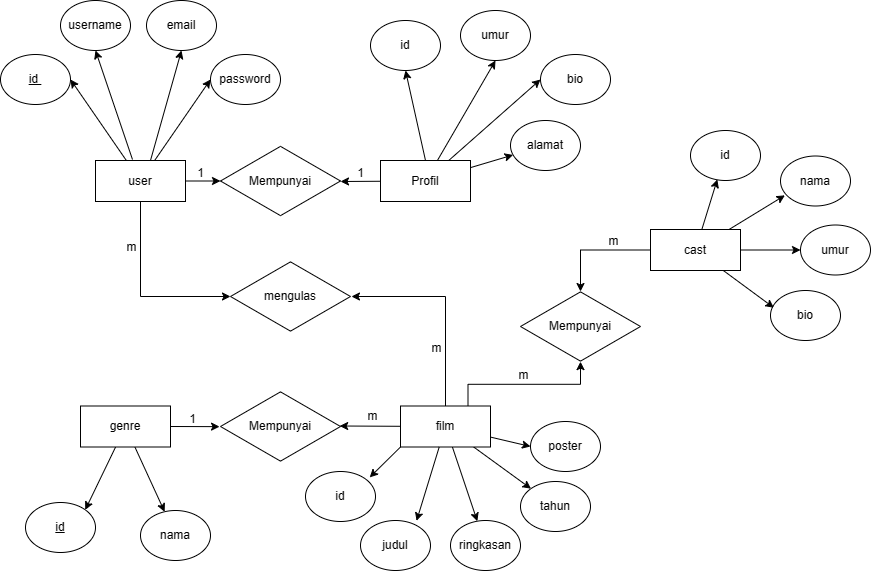 username
email
id
password
id
umur
bio
alamat
user
1
Mempunyai
1
Profil
id
nama
umur
bio
cast
m
m
mengulas
Mempunyai
m
m
genre
1
Mempunyai
m
film
poster
id
tahun
judul
ringkasan
id
nama